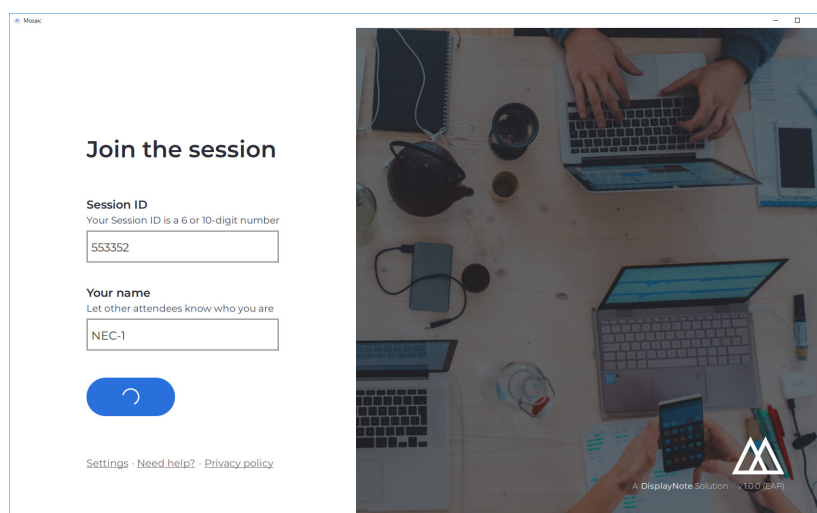 Mosaic
Join the session
Session ID
Your Session ID is a 6 or 10-digit number
553352
Your name
Let other attendees know who you are
NEC-1
Settings · Need help? · Privacy policy
A DisplayNote Solution - v1.0.0 (EAP)